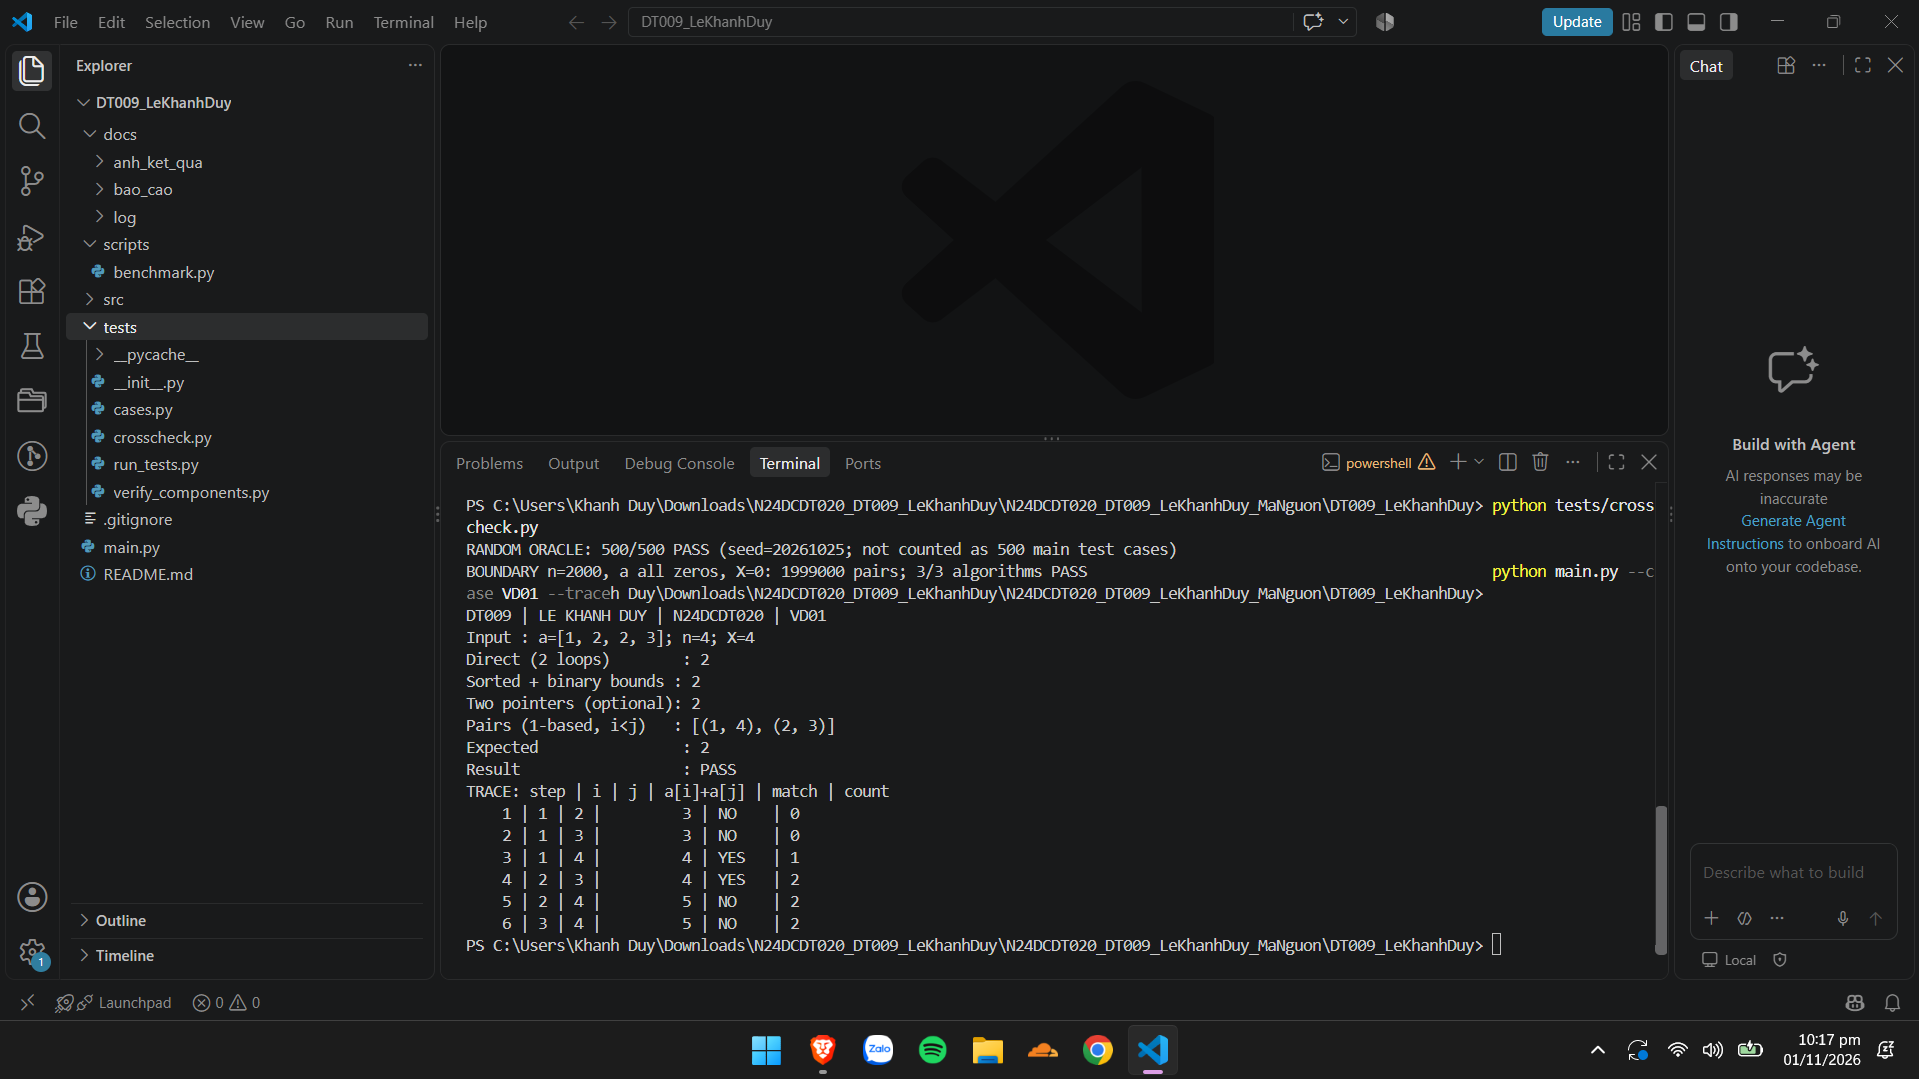 File Edit Selection View Go Run Terminal Help
DT009_LeKhanhDuy
Update
Explorer
DT009_LeKhanhDuy
docs
anh_ket_qua
bao_cao
log
scripts
benchmark.py
src
tests
__pycache__
__init__.py
cases.py
crosscheck.py
run_tests.py
verify_components.py
.gitignore
main.py
README.md
Outline
Timeline
Problems Output Debug Console Terminal Ports
powershell
PS C:\Users\Khanh Duy\Downloads\N24DCDT020_DT009_LeKhanhDuy\N24DCDT020_DT009_LeKhanhDuy_MaNguon\DT009_LeKhanhDuy> python tests/cross
check.py
RANDOM ORACLE: 500/500 PASS (seed=20261025; not counted as 500 main test cases)
BOUNDARY n=2000, a all zeros, X=0: 1999000 pairs; 3/3 algorithms PASS python main.py --c
ase VD01 --traceh Duy\Downloads\N24DCDT020_DT009_LeKhanhDuy\N24DCDT020_DT009_LeKhanhDuy_MaNguon\DT009_LeKhanhDuy>
DT009 | LE KHANH DUY | N24DCDT020 | VD01
Input : a=[1, 2, 2, 3]; n=4; X=4
Direct (2 loops) : 2
Sorted + binary bounds : 2
Two pointers (optional): 2
Pairs (1-based, i<j) : [(1, 4), (2, 3)]
Expected : 2
Result : PASS
TRACE: step | i | j | a[i]+a[j] | match | count
1 | 1 | 2 | 3 | NO | 0
2 | 1 | 3 | 3 | NO | 0
3 | 1 | 4 | 4 | YES | 1
4 | 2 | 3 | 4 | YES | 2
5 | 2 | 4 | 5 | NO | 2
6 | 3 | 4 | 5 | NO | 2
PS C:\Users\Khanh Duy\Downloads\N24DCDT020_DT009_LeKhanhDuy\N24DCDT020_DT009_LeKhanhDuy_MaNguon\DT009_LeKhanhDuy>
Chat
Build with Agent
AI responses may be
inaccurate
Generate Agent
Instructions to onboard AI
onto your codebase.
Describe what to build
Local
1
Launchpad 0 0
Zalo
10:17 pm
01/11/2026